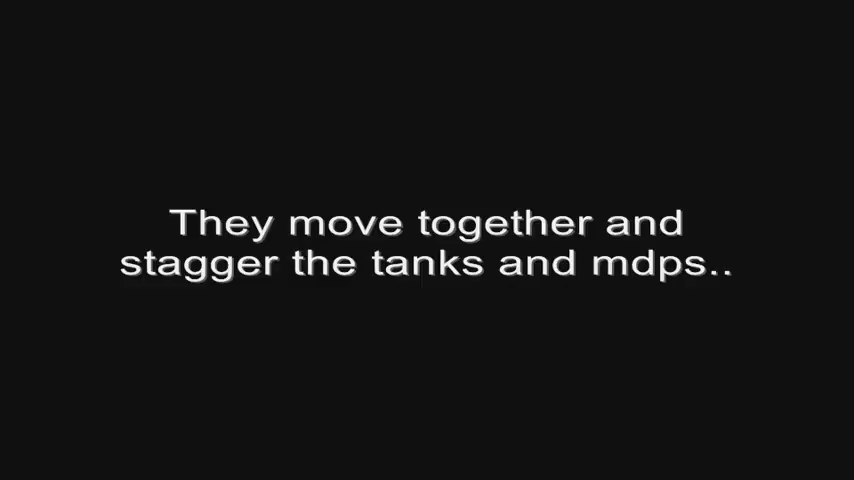 They move together and
stagger the tanks and mdps..